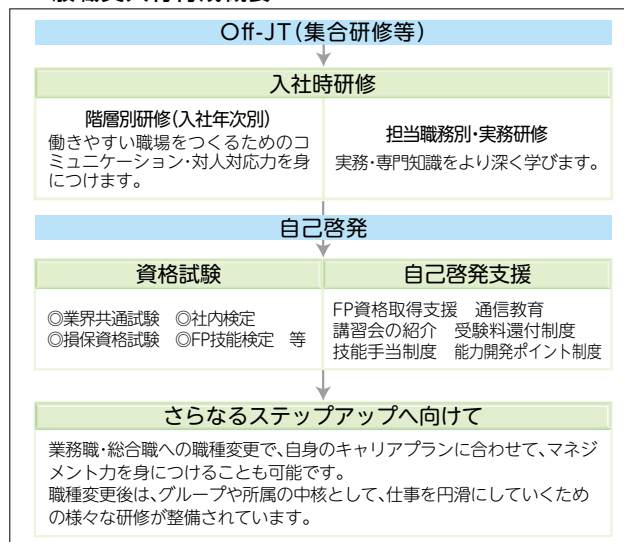 Off-JT(集合研修等)
入社時研修
階層別研修(入社年次別)
働きやすい職場をつくるためのコ
ミュニケーション・対人対応力を身
につけます。
担当職務別・実務研修
実務・専門知識をより深く学びます。
自己啓発
資格試験
◎業界共通試験 ◎社内検定
◎損保資格試験 ◎FP技能検定 等
自己啓発支援
FP資格取得支援 通信教育
講習会の紹介 受験料還付制度
技能手当制度 能力開発ポイント制度
さらなるステップアップへ向けて
業務職・総合職への職種変更で、自身のキャリアプランに合わせて、マネジ
メント力を身につけることも可能です。
職種変更後は、グループや所属の中核として、仕事を円滑にしていくため
の様々な研修が整備されています。